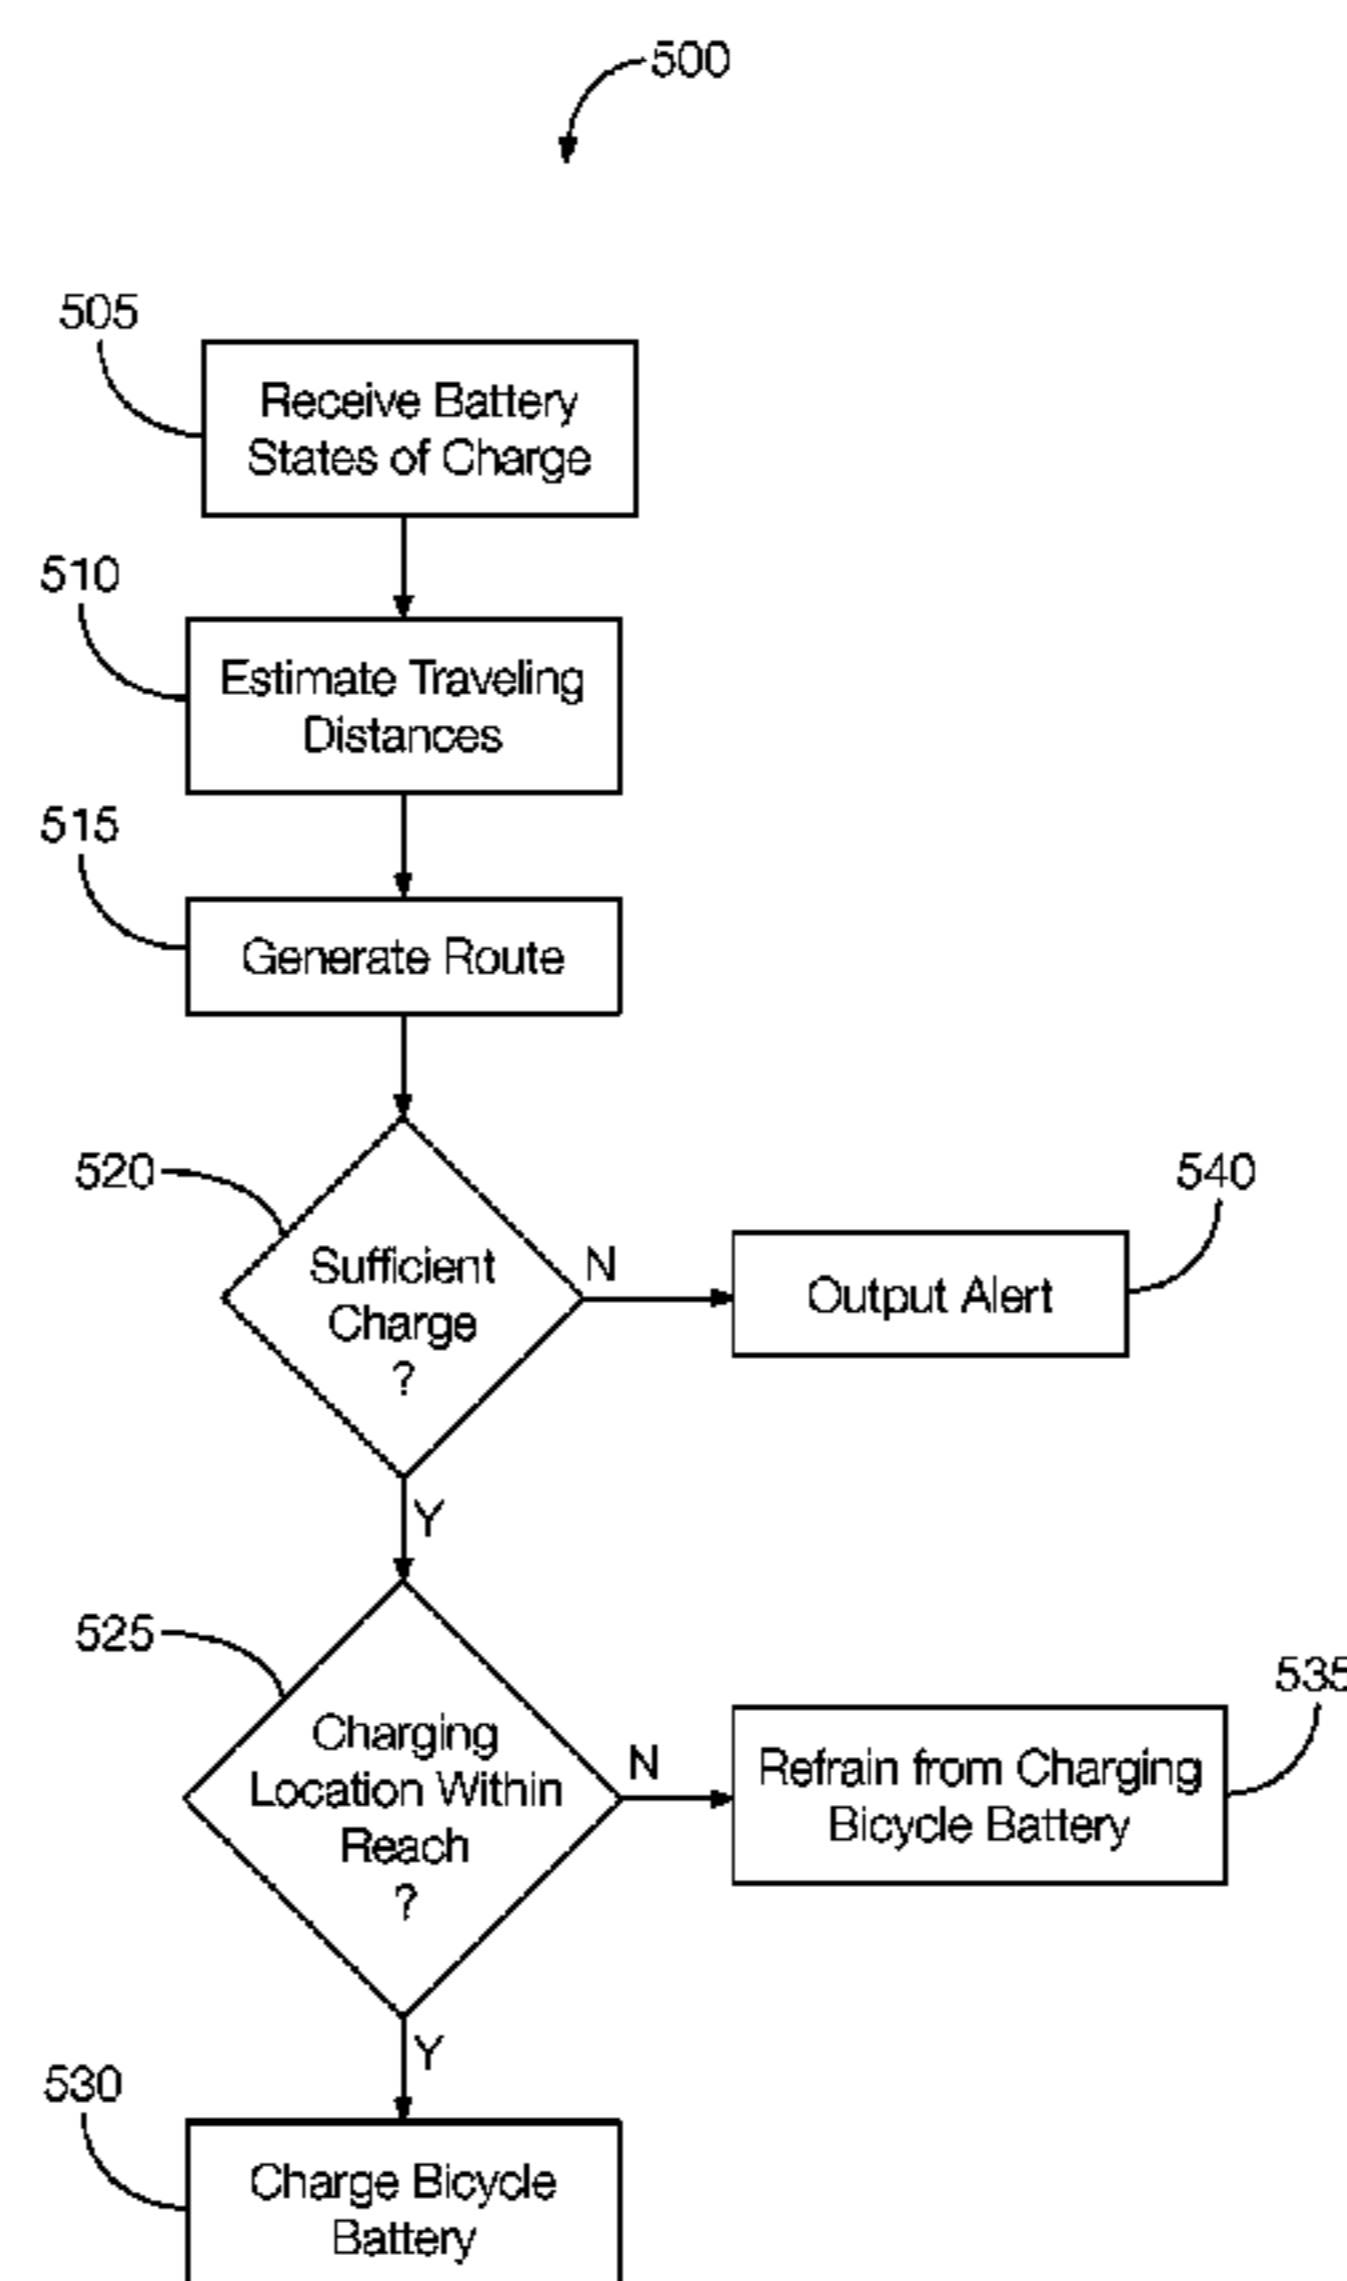 500
505
Receive Battery
States of Charge
510
Estimate Traveling
Distances
515
Generate Route
520
Sufficient
Charge
?
N
540
Output Alert
Y
525
Charging
Location Within
Reach
?
N
535
Refrain from Charging
Bicycle Battery
Y
530
Charge Bicycle
Battery